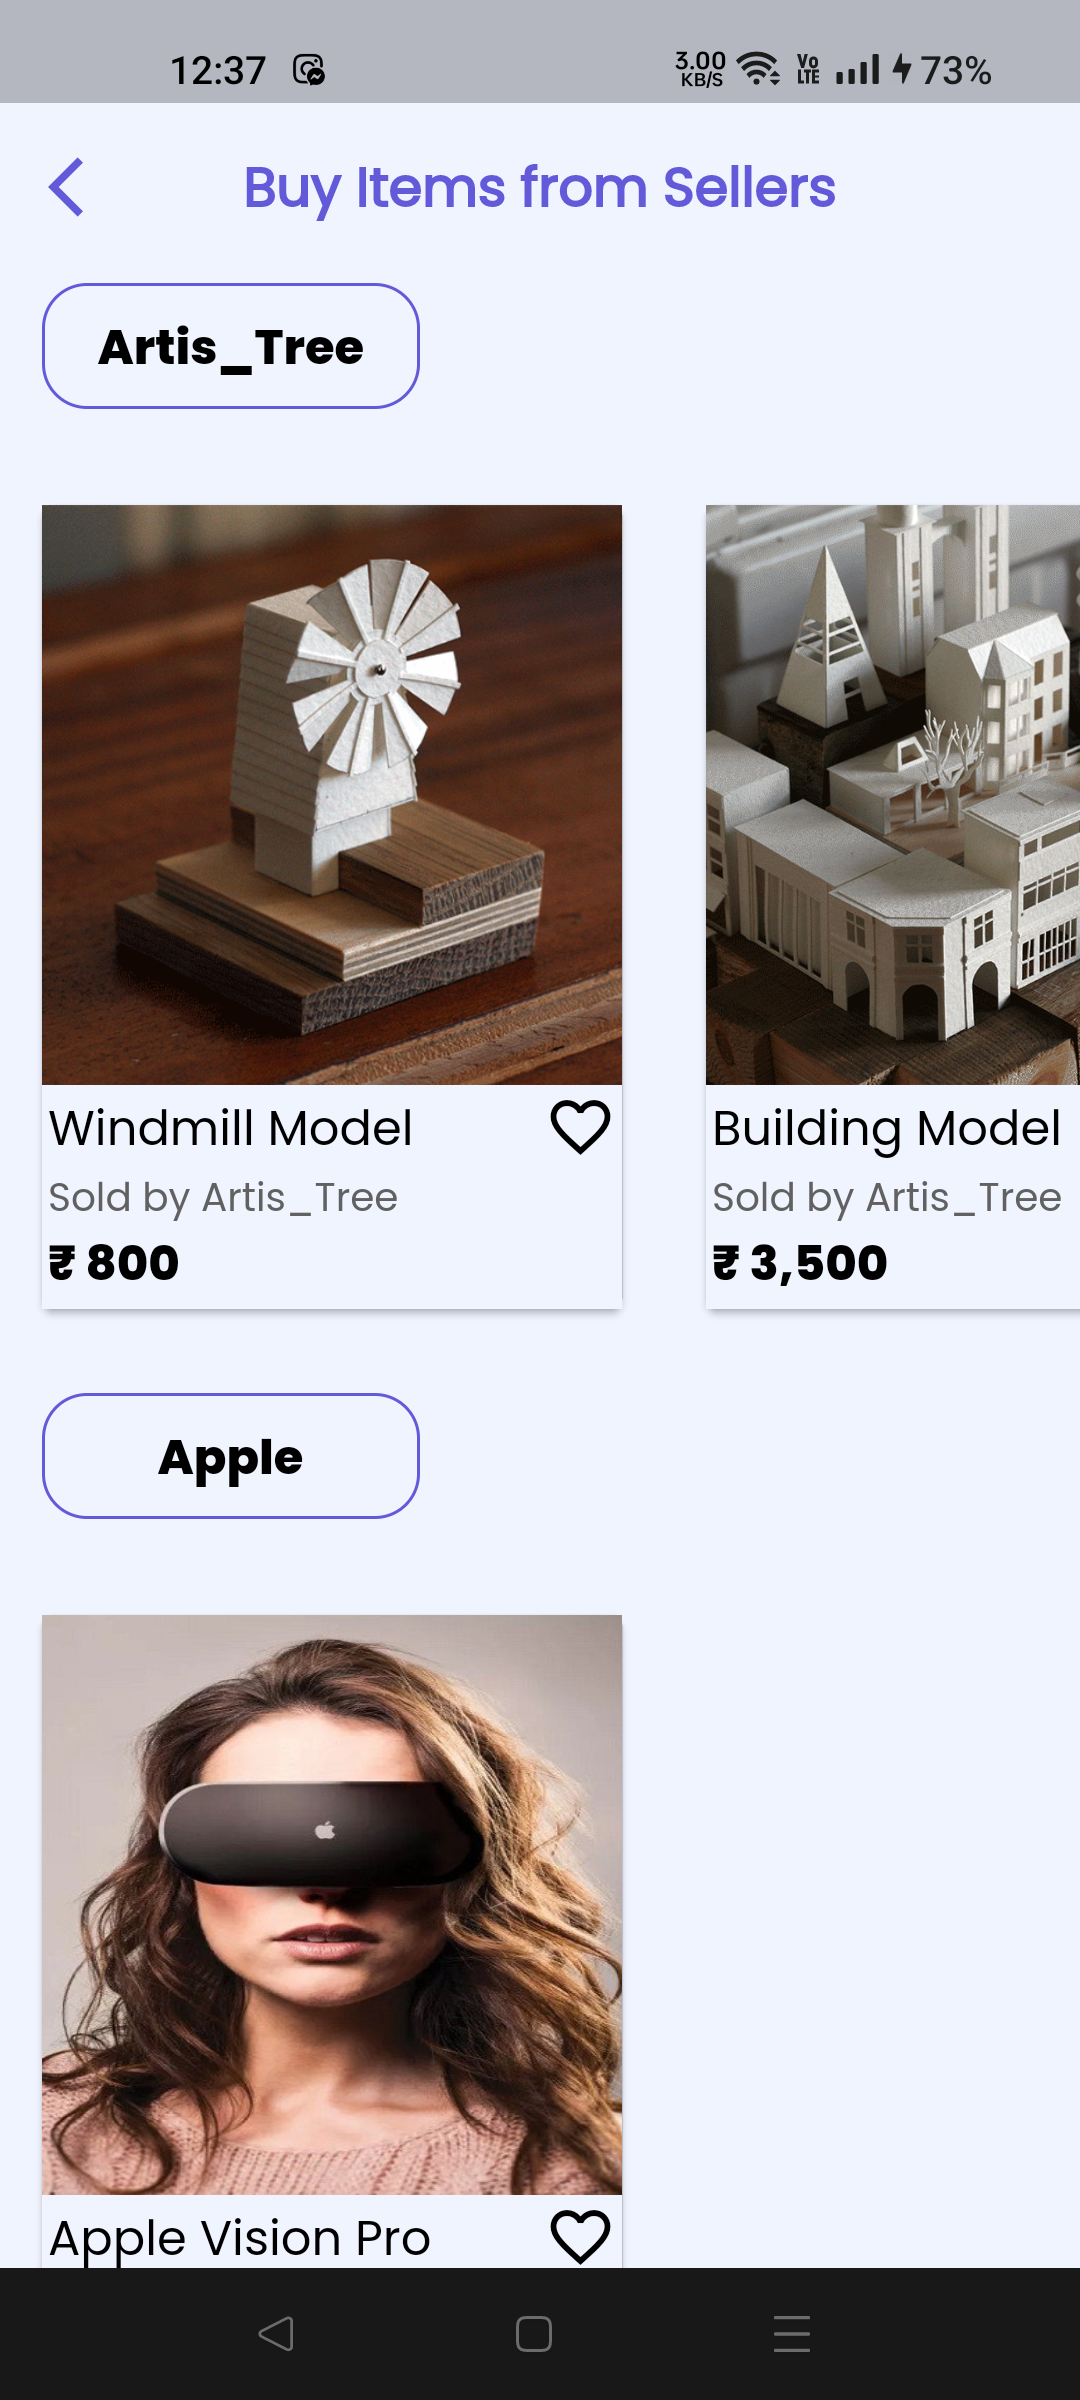 12:37
3.00 KB/S
Vo LTE
73%
Buy Items from Sellers
Artis_Tree
Windmill Model
Sold by Artis_Tree
₹ 800
Building Model
Sold by Artis_Tree
₹ 3,500
Apple
Apple Vision Pro